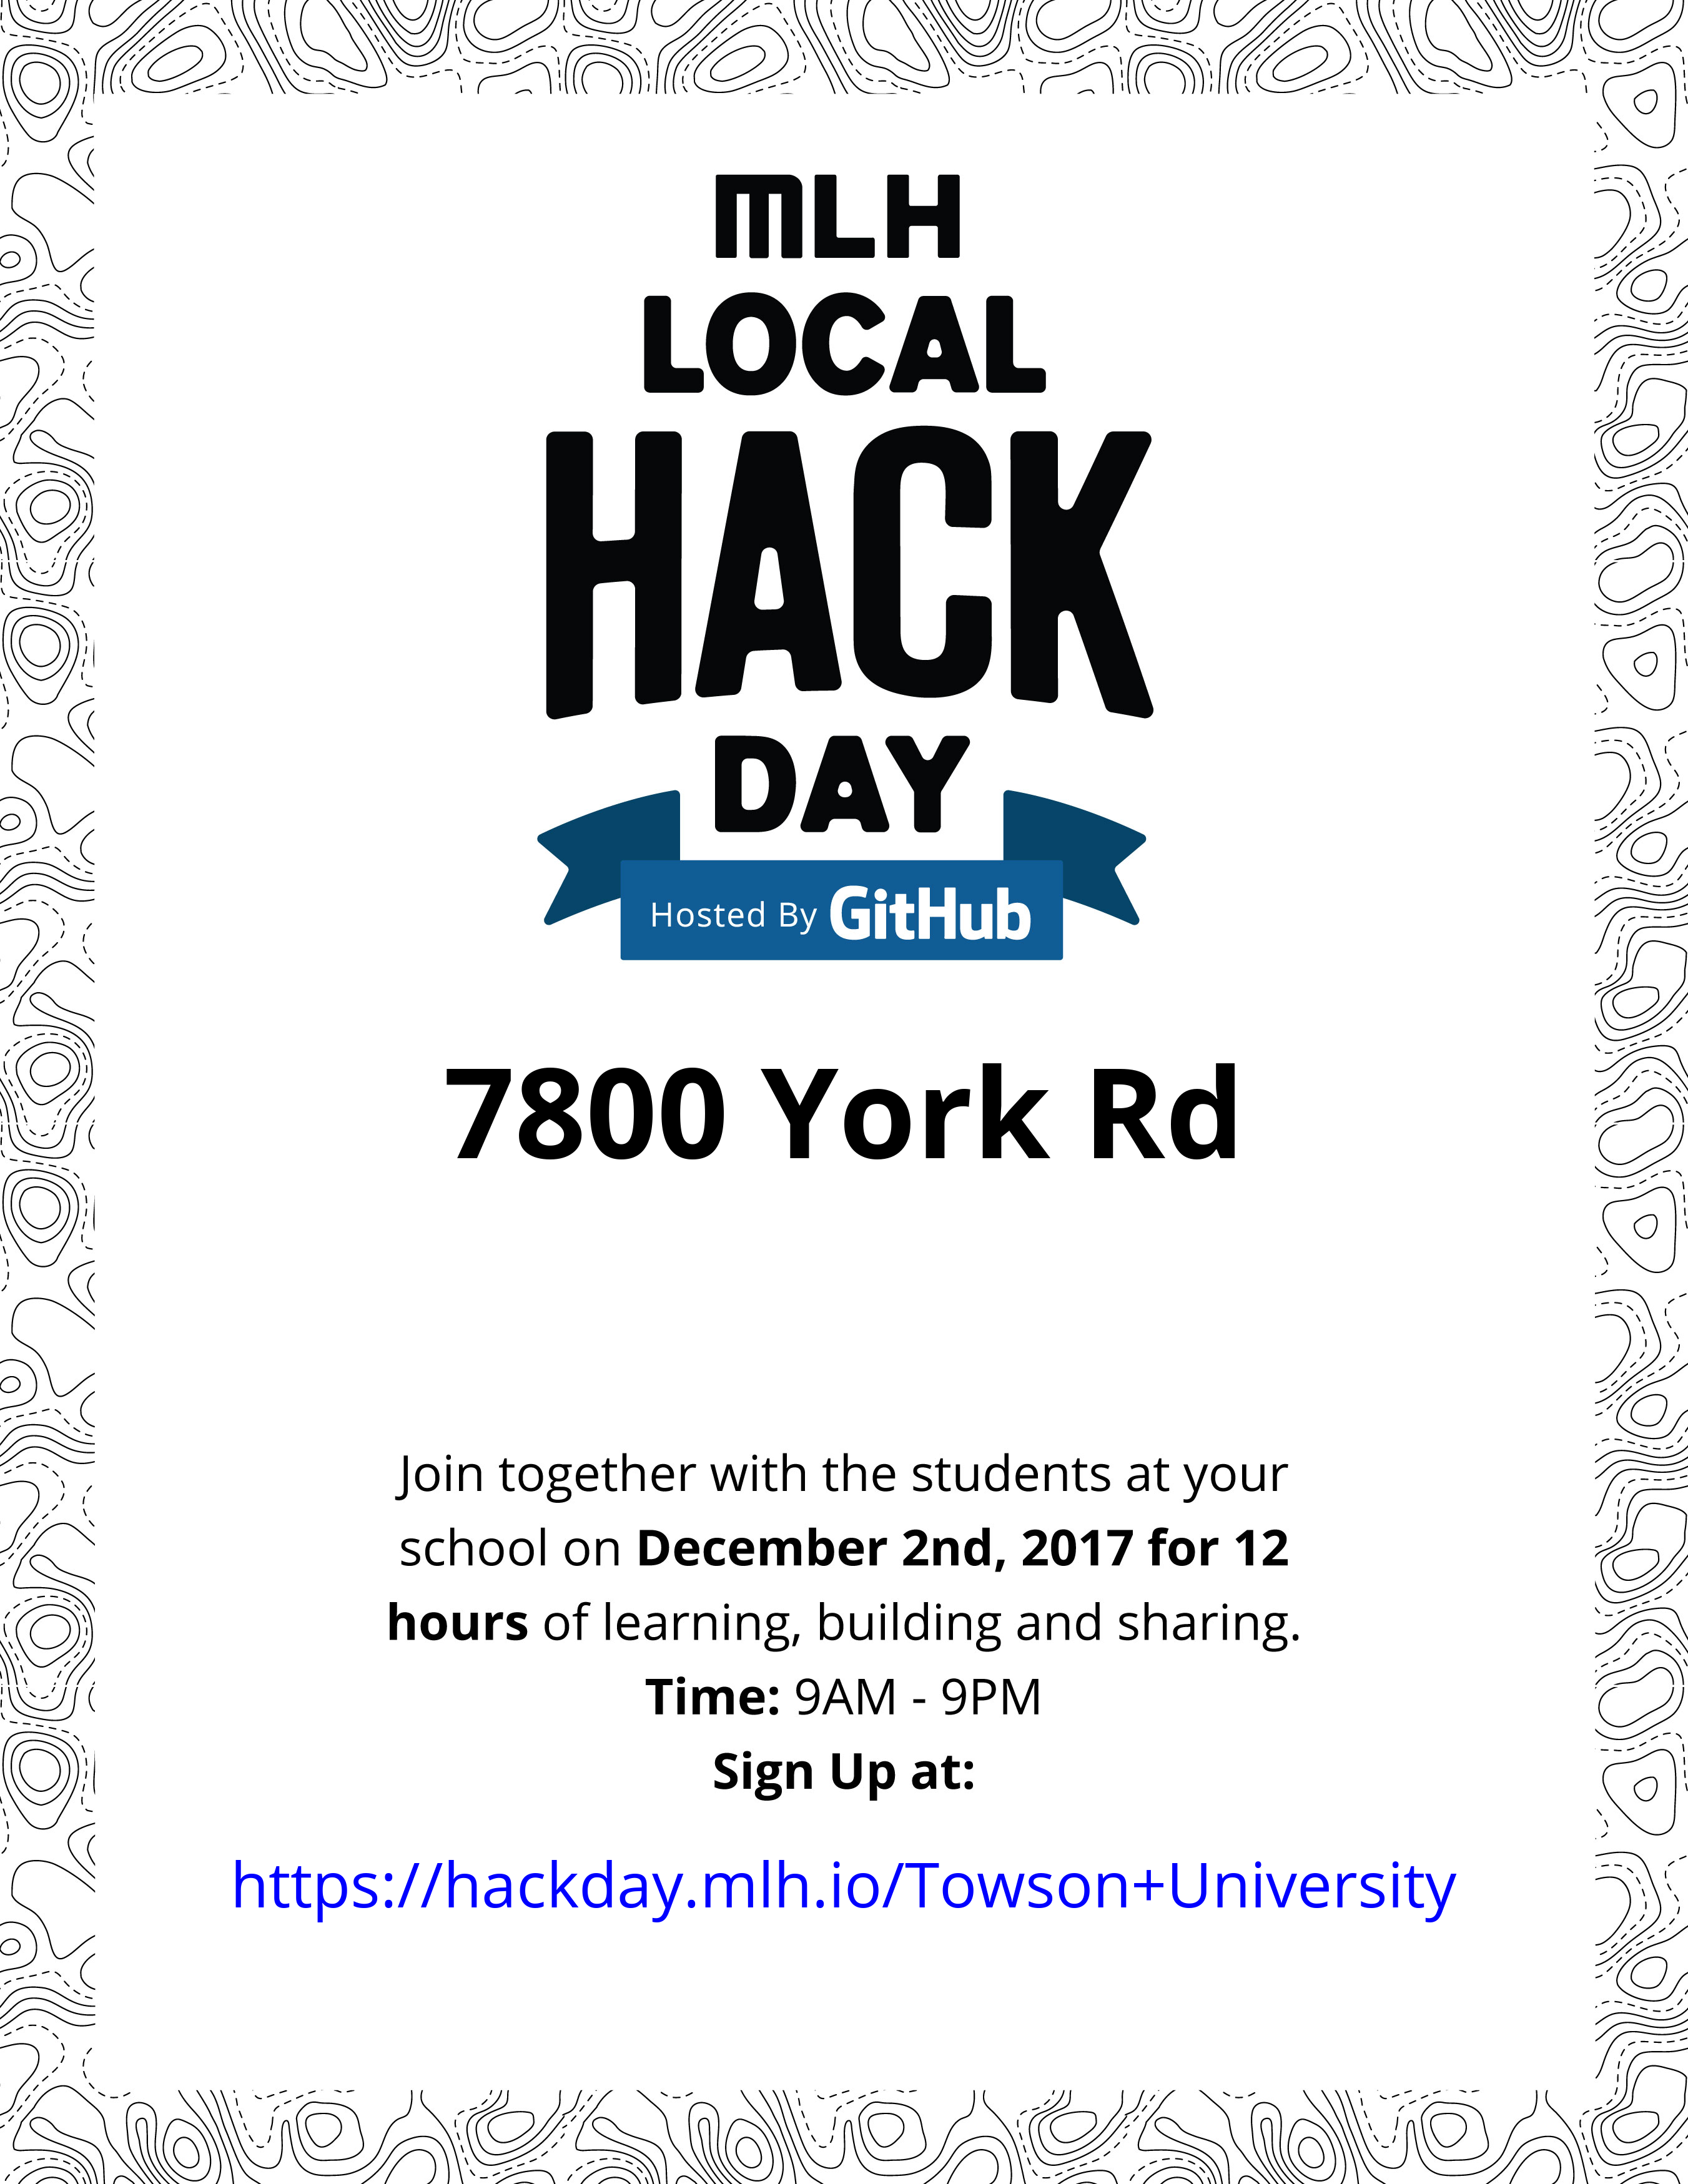 MLH
LOCAL
HACK
DAY
Hosted By GitHub
7800 York Rd
Join together with the students at your
school on December 2nd, 2017 for 12
hours of learning, building and sharing.
Time: 9AM - 9PM
Sign Up at:
https://hackday.mlh.io/Towson+University